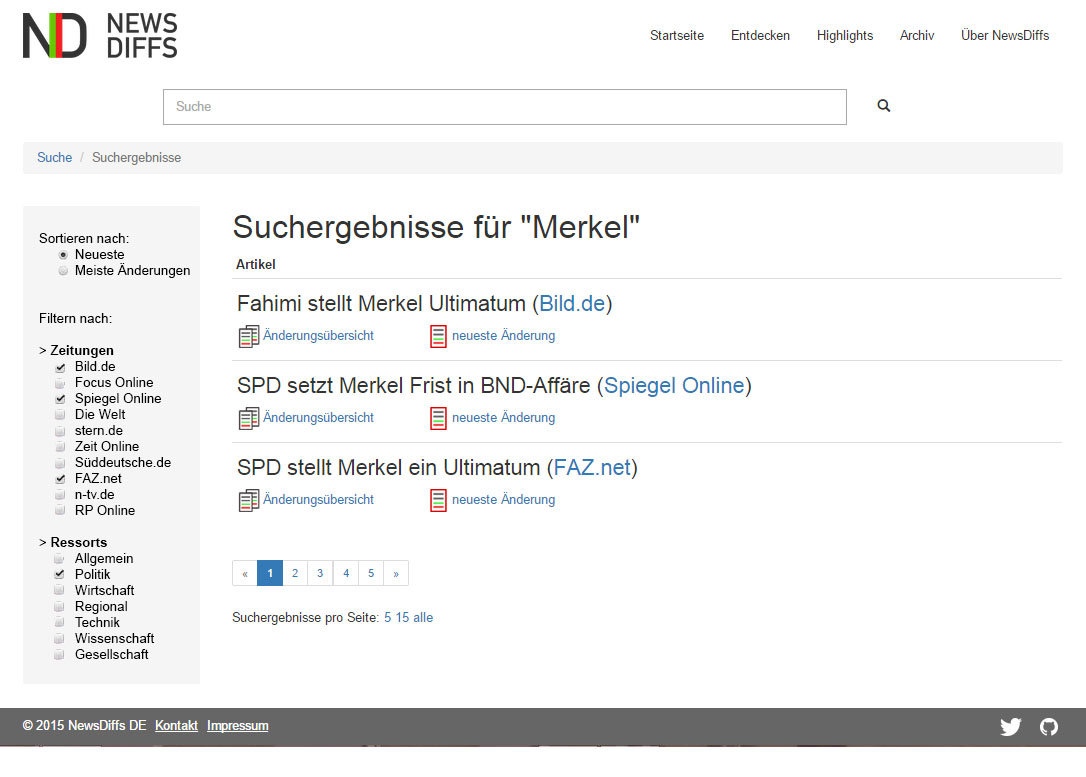 ND NEWS
DIFFS
Startseite Entdecken Highlights Archiv Über NewsDiffs
Suche
Suche / Suchergebnisse
Sortieren nach:
Neueste
Meiste Änderungen
Filtern nach:
> Zeitungen
Bild.de
Focus Online
Spiegel Online
Die Welt
stern.de
Zeit Online
Süddeutsche.de
FAZ.net
n-tv.de
RP Online
> Ressorts
Allgemein
Politik
Wirtschaft
Regional
Technik
Wissenschaft
Gesellschaft
Suchergebnisse für "Merkel"
Artikel
Fahimi stellt Merkel Ultimatum (Bild.de)
Änderungsübersicht neueste Änderung
SPD setzt Merkel Frist in BND-Affäre (Spiegel Online)
Änderungsübersicht neueste Änderung
SPD stellt Merkel ein Ultimatum (FAZ.net)
Änderungsübersicht neueste Änderung
« 1 2 3 4 5 »
Suchergebnisse pro Seite: 5 15 alle
© 2015 NewsDiffs DE Kontakt Impressum